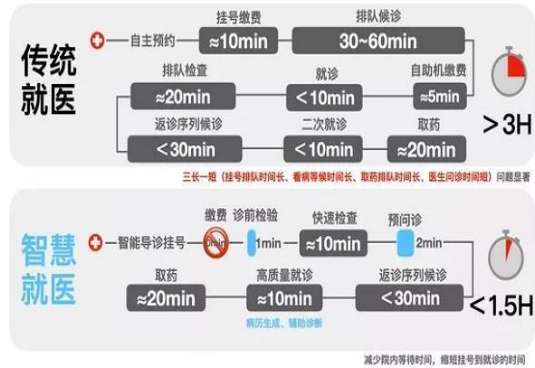 挂号缴费
排队候诊
传统
就医
自主预约
≈10min
30~60min
排队检查
就诊
自助机缴费
≈20min
<10min
≈5min
返诊序列候诊
二次就诊
取药
<30min
<10min
≈20min
>3H
三长一短（挂号排队时间长、看病等候时间长、取药排队时间长、医生问诊时间短）问题显著
智慧
就医
缴费
诊前检验
快速检查
预问诊
智能导诊挂号
0min
1min
≈10min
2min
取药
高质量就诊
返诊序列候诊
≈20min
≈10min
<30min
<1.5H
病历生成、辅助诊断
减少院内等待时间，缩短挂号到就诊的时间